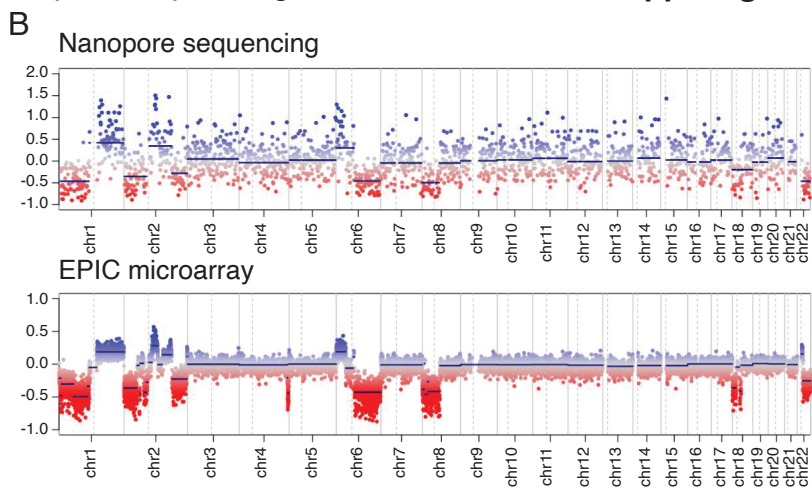 B
Nanopore sequencing
2.0
1.5
1.0
0.5
0.0
-0.5
-1.0
chr1 chr2 chr3 chr4 chr5 chr6 chr7 chr8 chr9 chr10 chr11 chr12 chr13 chr14 chr15 chr16 chr17 chr18 chr19 chr20 chr21 chr22
EPIC microarray
1.0
0.5
0.0
-0.5
-1.0
chr1 chr2 chr3 chr4 chr5 chr6 chr7 chr8 chr9 chr10 chr11 chr12 chr13 chr14 chr15 chr16 chr17 chr18 chr19 chr20 chr21 chr22